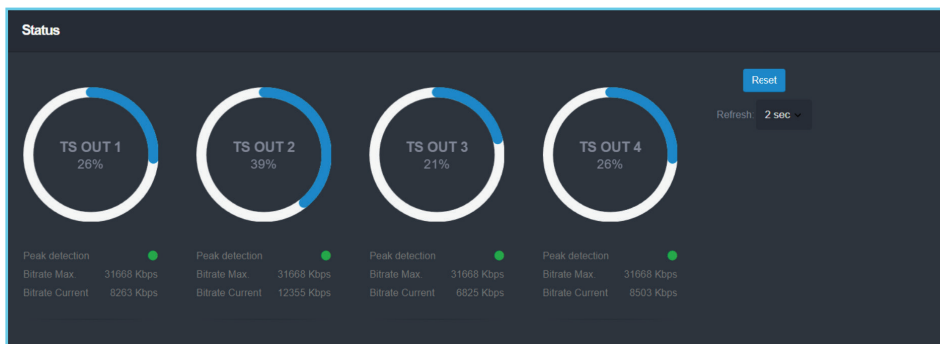 Status
Reset
Refresh: 2 sec
TS OUT 1
26%
TS OUT 2
39%
TS OUT 3
21%
TS OUT 4
26%
Peak detection
Bitrate Max. 31668 Kbps
Bitrate Current 8263 Kbps
Peak detection
Bitrate Max. 31668 Kbps
Bitrate Current 12355 Kbps
Peak detection
Bitrate Max. 31668 Kbps
Bitrate Current 6825 Kbps
Peak detection
Bitrate Max. 31668 Kbps
Bitrate Current 8503 Kbps